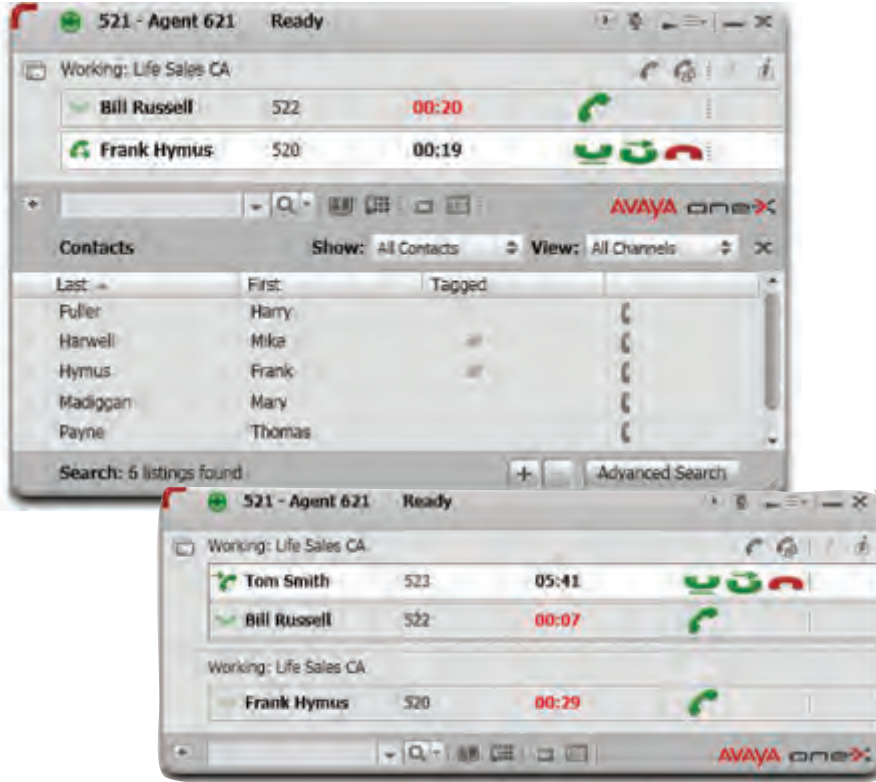 521 - Agent 621 Ready
Working: Life Sales CA
Bill Russell 522 00:20
Frank Hymus 520 00:19
AVAYA one-X
Contacts Show: All Contacts View: All Channels
Last First Tagged
Fuller Harry
Harwell Mika
Hymus Frank
Madiggan Mary
Payne Thomas
Search: 6 listings found + - Advanced Search
521 - Agent 621 Ready
Working: Life Sales CA
Tom Smith 523 05:41
Bill Russell 522 00:07
Working: Life Sales CA
Frank Hymus 520 00:29
AVAYA one-X